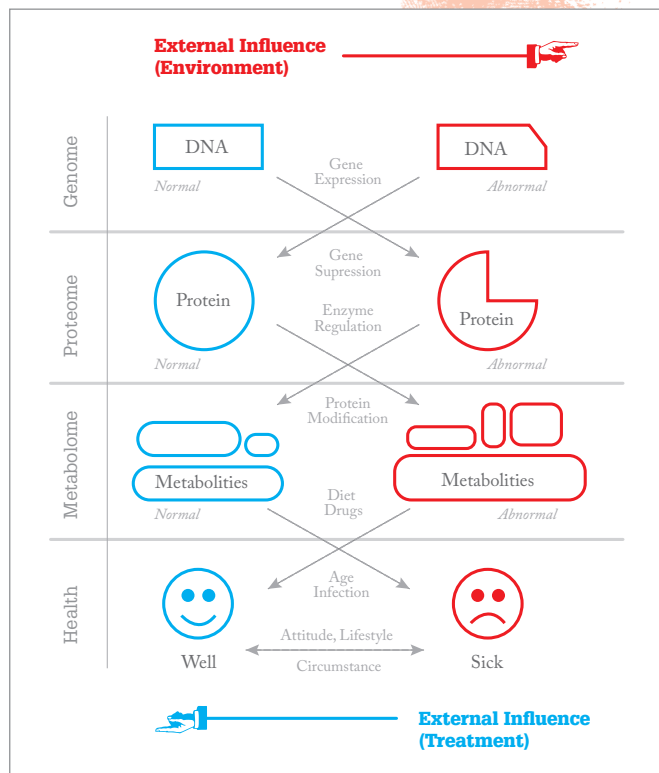 External Influence
(Environment)
Genome
DNA
Normal
Gene
Expression
DNA
Abnormal
Proteome
Protein
Normal
Gene
Supression
Enzyme
Regulation
Protein
Abnormal
Metabolome
Metabolities
Normal
Protein
Modification
Diet
Drugs
Metabolities
Abnormal
Health
Well
Age
Infection
Attitude, Lifestyle
Circumstance
Sick
External Influence
(Treatment)